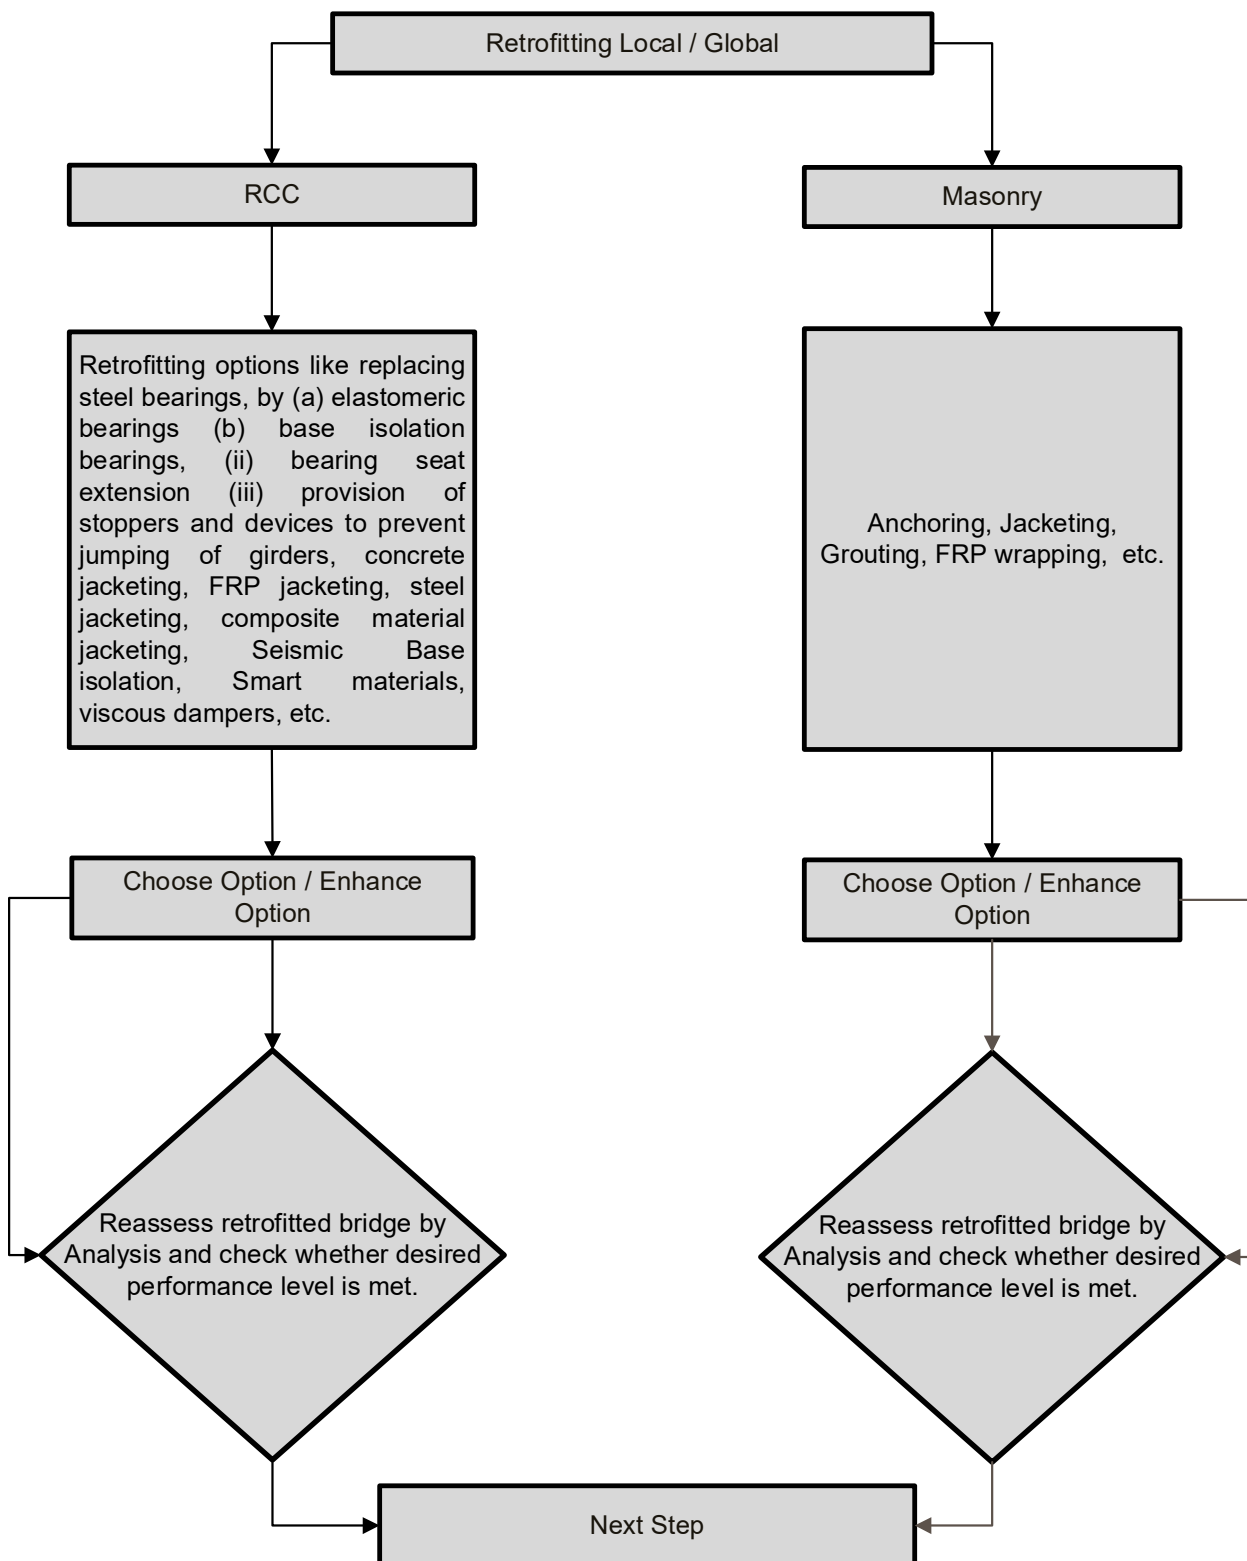 Retrofitting Local / Global
RCC
Masonry
Retrofitting options like replacing
steel bearings, by (a) elastomeric
bearings (b) base isolation
bearings, (ii) bearing seat
extension (iii) provision of
stoppers and devices to prevent
jumping of girders, concrete
jacketing, FRP jacketing, steel
jacketing, composite material
jacketing, Seismic Base
isolation, Smart materials,
viscous dampers, etc.
Anchoring, Jacketing,
Grouting, FRP wrapping, etc.
Choose Option / Enhance
Option
Choose Option / Enhance
Option
Reassess retrofitted bridge by
Analysis and check whether desired
performance level is met.
Reassess retrofitted bridge by
Analysis and check whether desired
performance level is met.
Next Step